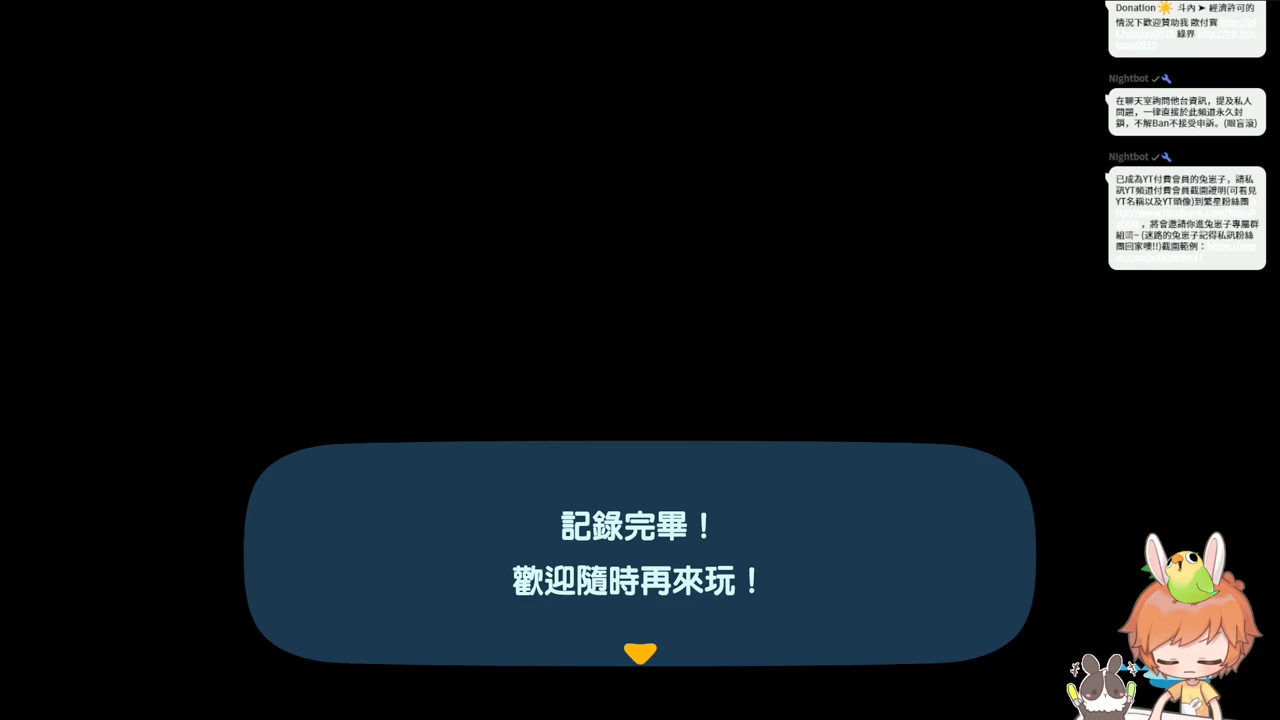 Donation ☀ 斗內 ➤ 經濟許可的
情況下歡迎贊助我 歐付寶
綠界
Nightbot
在聊天室詢問他台資訊，提及私人
問題，一律直接於此頻道永久封
鎖，不解Ban不接受申訴。(眼盲滾)
Nightbot
已成為YT付費會員的兔崽子，請私
訊YT頻道付費會員截圖證明(可看見
YT名稱以及YT頭像)到繁星粉絲團
，將會邀請你進兔崽子專屬群
組唷~ (迷路的兔崽子記得私訊粉絲
團回家噢!!)截圖範例：
記錄完畢！
歡迎隨時再來玩！